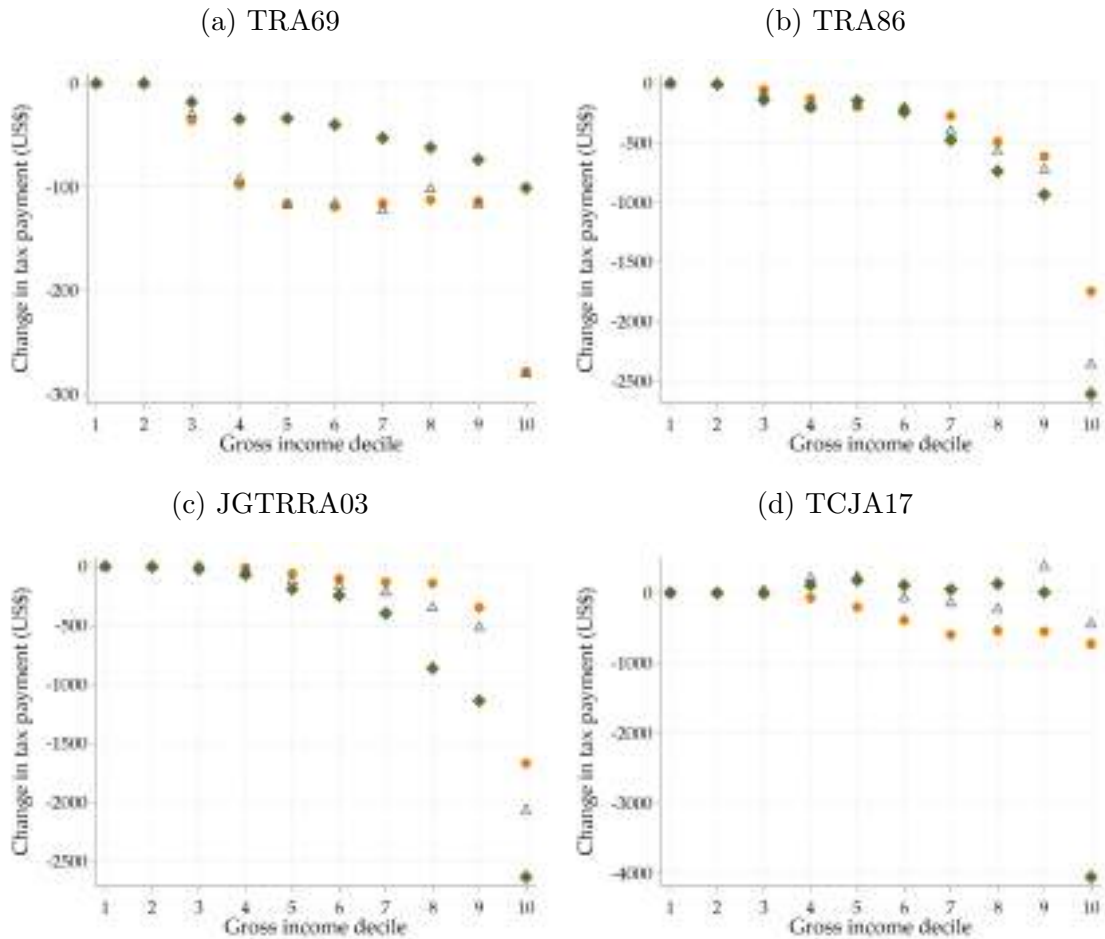 (a) TRA69
Change in tax payment (US$)
0
-100
-200
-300
1 2 3 4 5 6 7 8 9 10
Gross income decile
(b) TRA86
Change in tax payment (US$)
0
-500
-1000
-1500
-2000
-2500
1 2 3 4 5 6 7 8 9 10
Gross income decile
(c) JGTRRA03
Change in tax payment (US$)
0
-500
-1000
-1500
-2000
-2500
1 2 3 4 5 6 7 8 9 10
Gross income decile
(d) TCJA17
Change in tax payment (US$)
0
-1000
-2000
-3000
-4000
1 2 3 4 5 6 7 8 9 10
Gross income decile